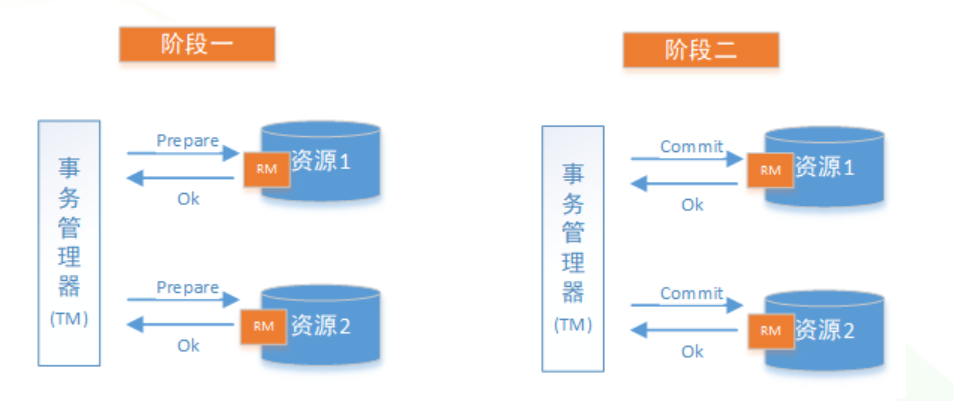 阶段一
事务管理器
(TM)
Prepare
Ok
RM
资源1
Prepare
Ok
RM
资源2
阶段二
事务管理器
(TM)
Commit
Ok
RM
资源1
Commit
Ok
RM
资源2